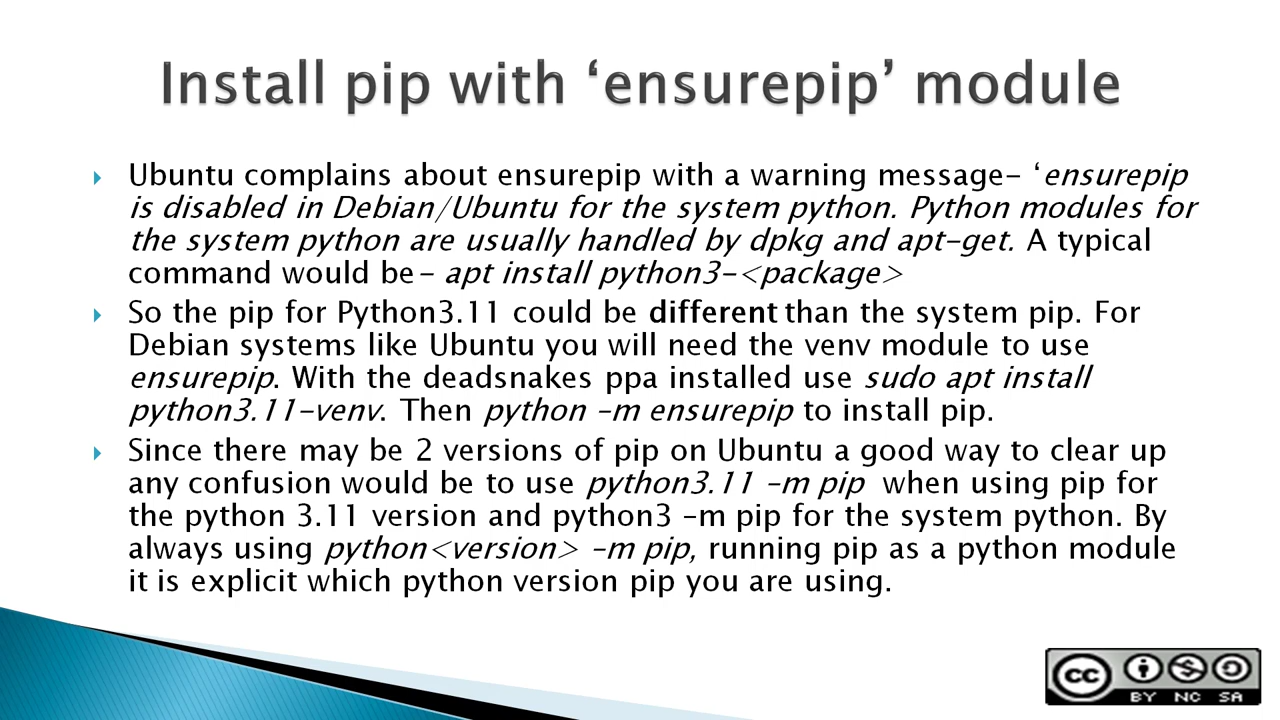 Install pip with ‘ensurepip’ module
Ubuntu complains about ensurepip with a warning message- ‘ensurepip
is disabled in Debian/Ubuntu for the system python. Python modules for
the system python are usually handled by dpkg and apt-get. A typical
command would be- apt install python3-<package>
So the pip for Python3.11 could be different than the system pip. For
Debian systems like Ubuntu you will need the venv module to use
ensurepip. With the deadsnakes ppa installed use sudo apt install
python3.11-venv. Then python –m ensurepip to install pip.
Since there may be 2 versions of pip on Ubuntu a good way to clear up
any confusion would be to use python3.11 –m pip when using pip for
the python 3.11 version and python3 –m pip for the system python. By
always using python<version> –m pip, running pip as a python module
it is explicit which python version pip you are using.
cc
BY NC SA